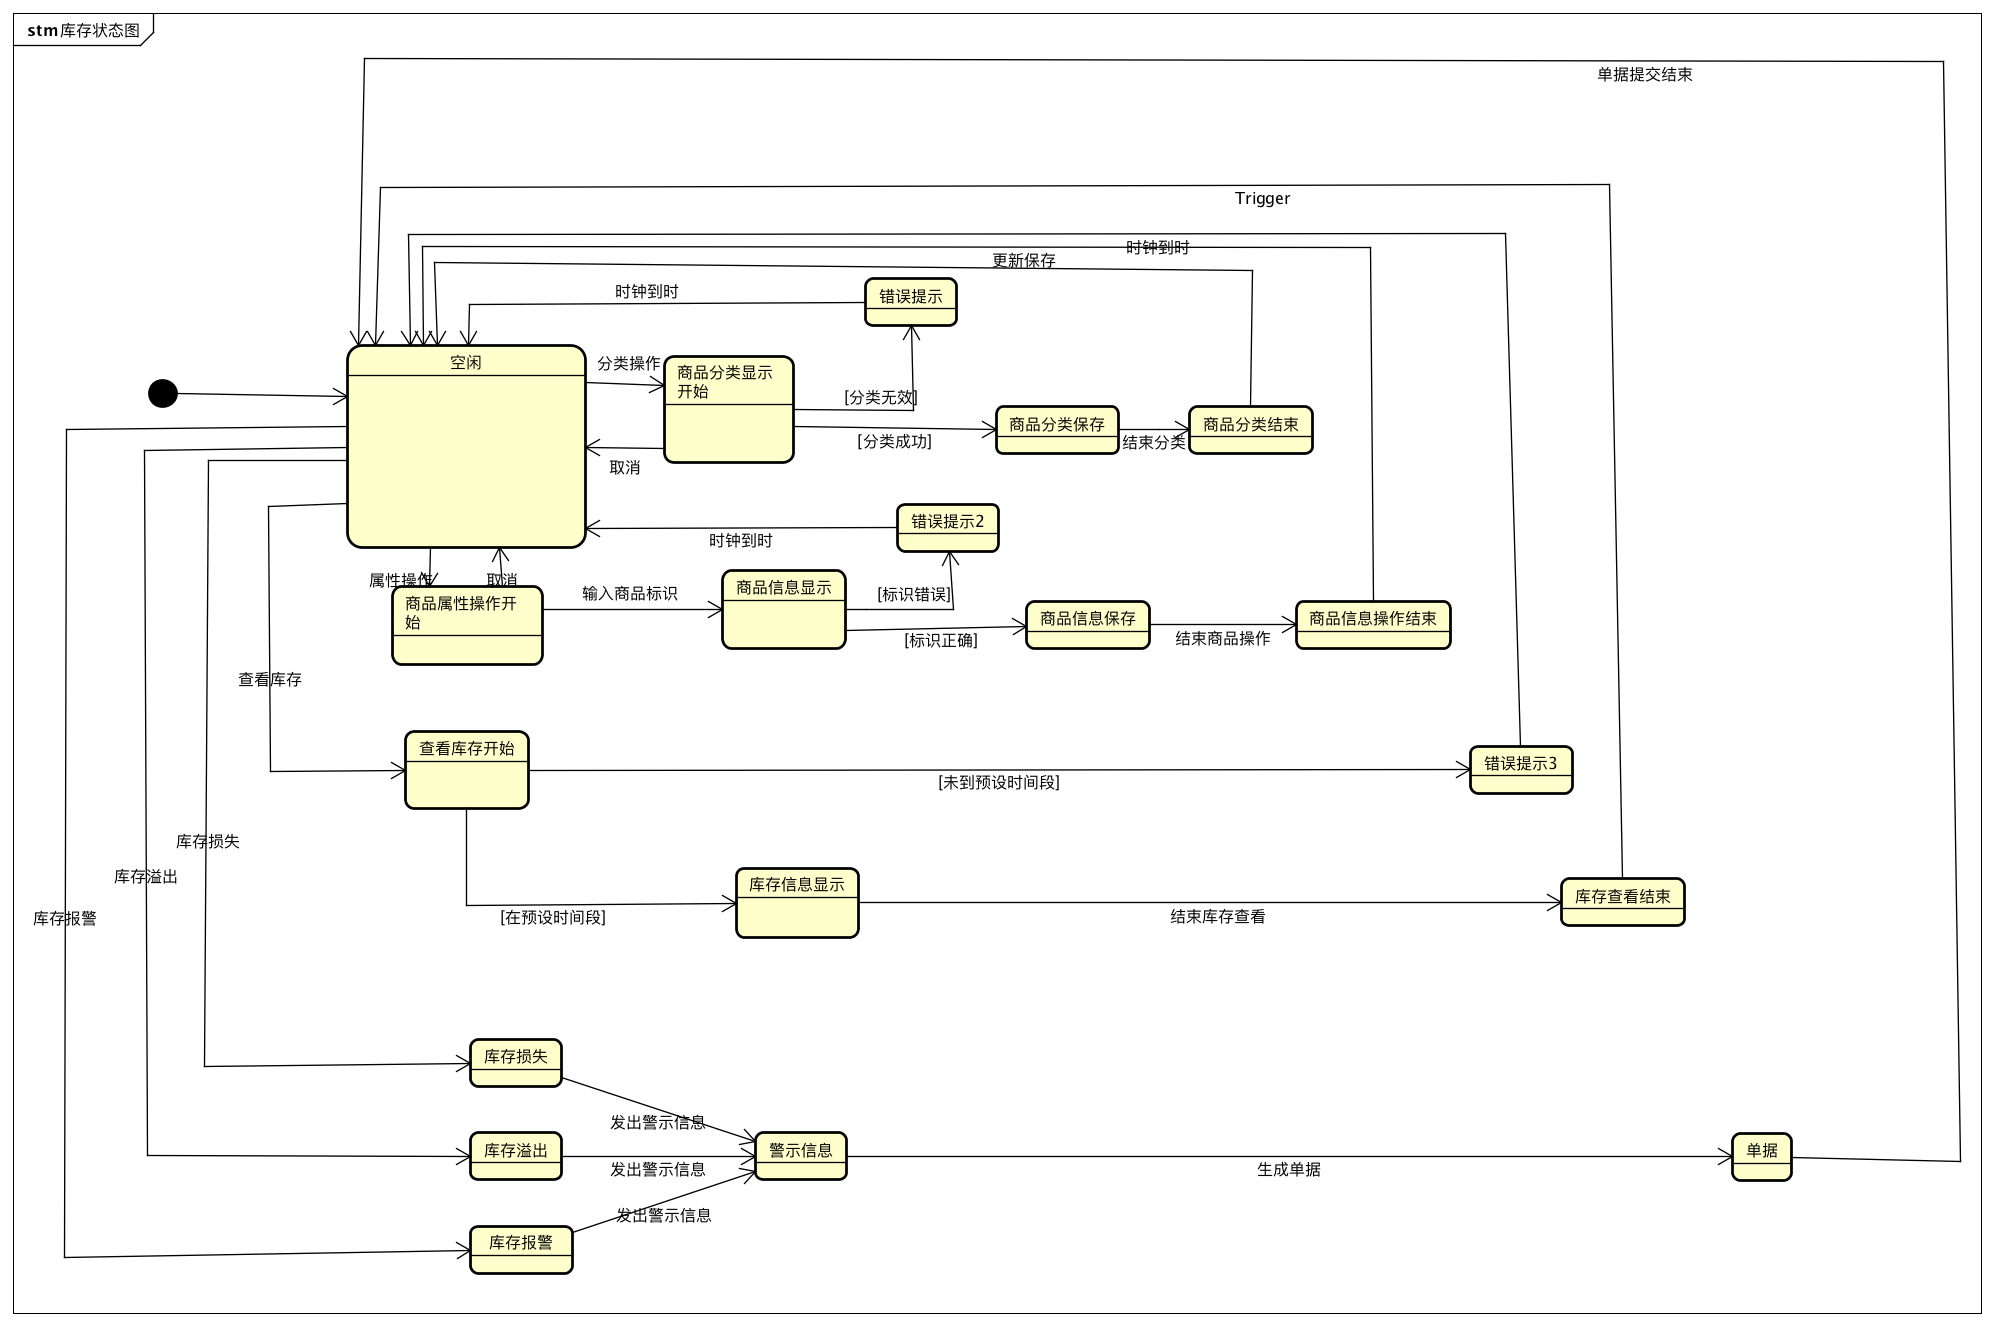 stm 库存状态图
单据提交结束
Trigger
时钟到时
更新保存
时钟到时
错误提示
空闲
分类操作
商品分类显示
开始
[分类无效]
商品分类保存
商品分类结束
[分类成功]
结束分类
取消
错误提示2
时钟到时
属性操作
取消
商品属性操作开
始
输入商品标识
商品信息显示
[标识错误]
商品信息保存
商品信息操作结束
[标识正确]
结束商品操作
查看库存
查看库存开始
错误提示3
[未到预设时间段]
库存损失
库存溢出
库存信息显示
库存查看结束
库存报警
[在预设时间段]
结束库存查看
库存损失
发出警示信息
库存溢出
警示信息
单据
发出警示信息
生成单据
发出警示信息
库存报警